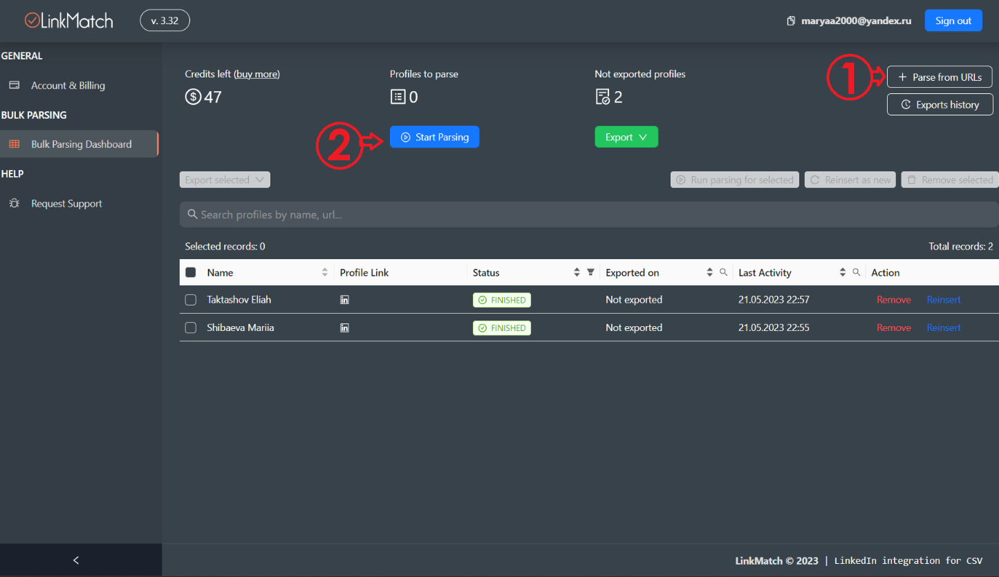 LinkMatch
v. 3.32
maryaa2000@yandex.ru
Sign out
GENERAL
Account & Billing
BULK PARSING
Bulk Parsing Dashboard
HELP
Request Support
Credits left (buy more)
47
Profiles to parse
0
Not exported profiles
2
1
Parse from URLs
Exports history
2
Start Parsing
Export
Export selected
Run parsing for selected
Reinsert as new
Remove selected
Search profiles by name, url...
Selected records: 0
Total records: 2
Name Profile Link Status Exported on Last Activity Action
Taktashov Eliah in FINISHED Not exported 21.05.2023 22:57 Remove Reinsert
Shibaeva Mariia in FINISHED Not exported 21.05.2023 22:55 Remove Reinsert
LinkMatch © 2023 | LinkedIn integration for CSV